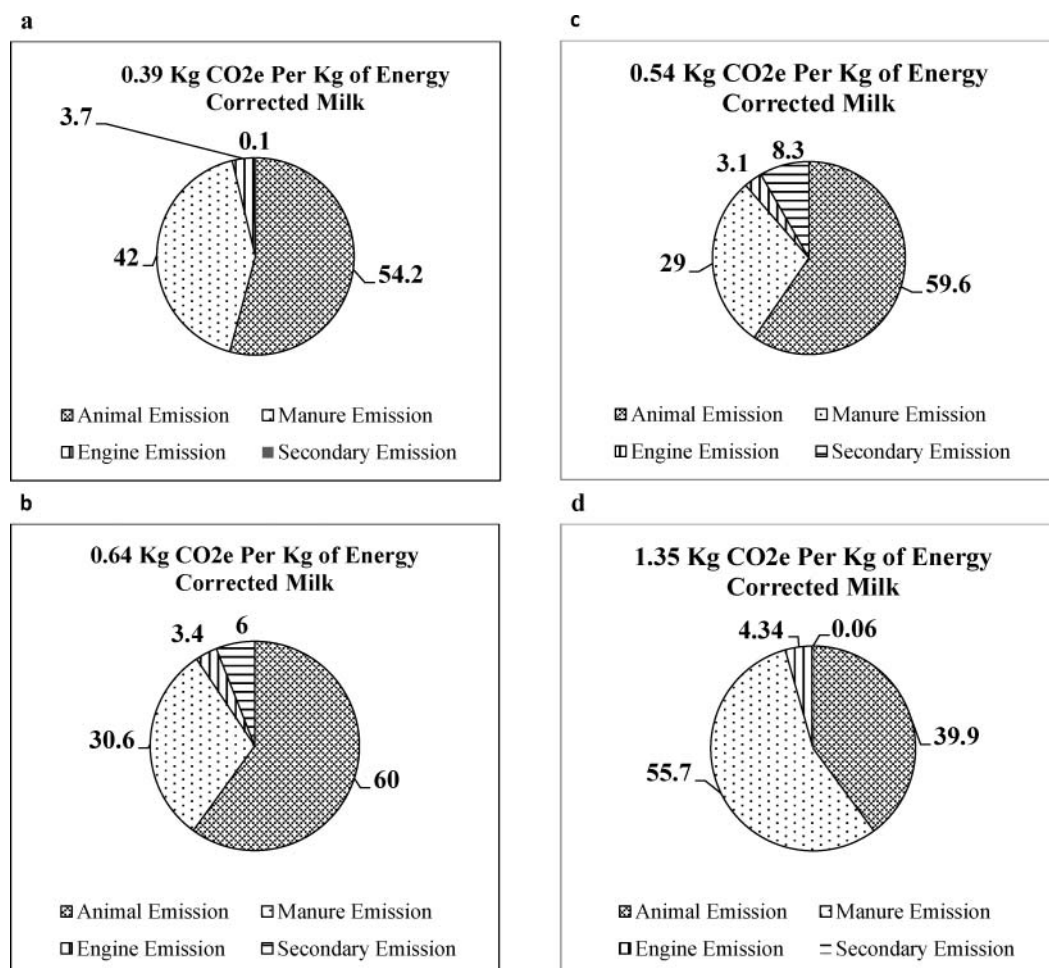 a
0.39 Kg CO2e Per Kg of Energy
Corrected Milk
3.7
0.1
42
54.2
Animal Emission
Manure Emission
Engine Emission
Secondary Emission
c
0.54 Kg CO2e Per Kg of Energy
Corrected Milk
3.1
8.3
29
59.6
Animal Emission
Manure Emission
Engine Emission
Secondary Emission
b
0.64 Kg CO2e Per Kg of Energy
Corrected Milk
3.4
6
30.6
60
Animal Emission
Manure Emission
Engine Emission
Secondary Emission
d
1.35 Kg CO2e Per Kg of Energy
Corrected Milk
4.34
0.06
55.7
39.9
Animal Emission
Manure Emission
Engine Emission
Secondary Emission